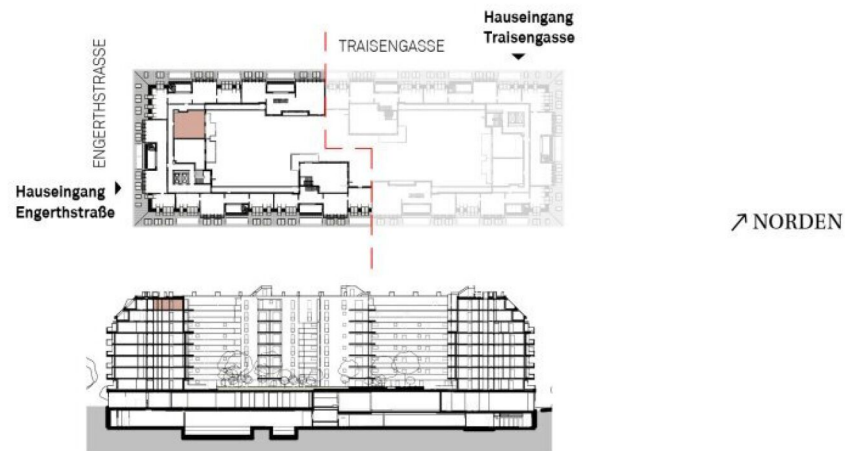 Hauseingang
Traisengasse
TRAISENGASSE
ENGERTHSTRASSE
Hauseingang
Engerthstraße
↗ NORDEN